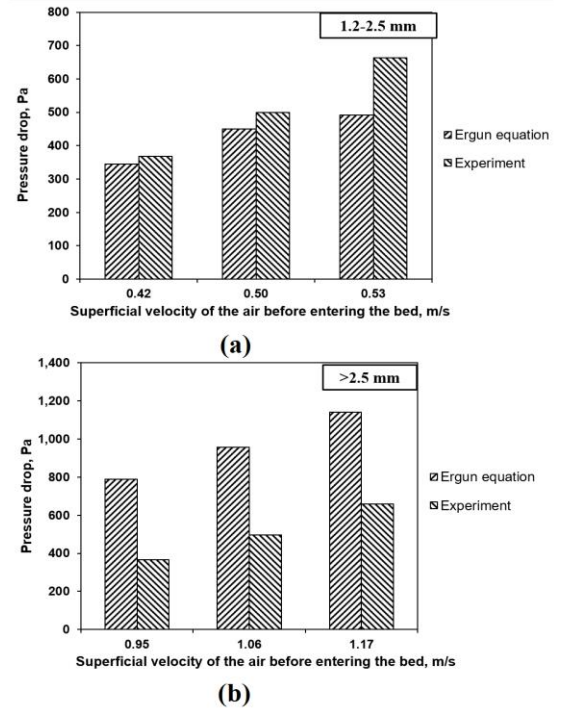 800
1.2-2.5 mm
700
600
500
400
300
200
100
0
Pressure drop, Pa
Ergun equation
Experiment
0.42 0.50 0.53
Superficial velocity of the air before entering the bed, m/s
(a)
1,400
>2.5 mm
1,200
1,000
800
600
400
200
0
Pressure drop, Pa
Ergun equation
Experiment
0.95 1.06 1.17
Superficial velocity of the air before entering the bed, m/s
(b)